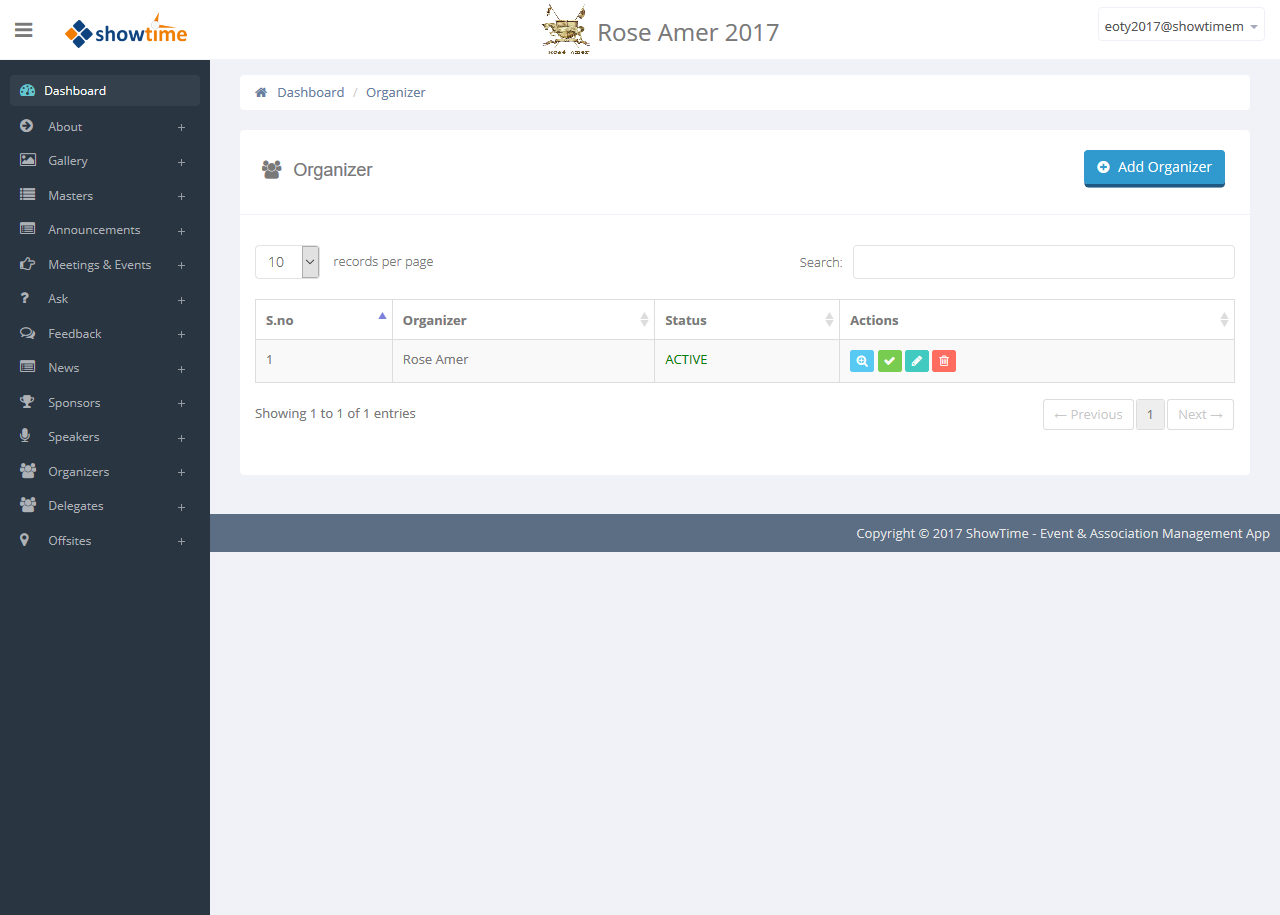 showtime
Rose Amer 2017
eoty2017@showtimem
Dashboard
About +
Gallery +
Masters +
Announcements +
Meetings & Events +
Ask +
Feedback +
News +
Sponsors +
Speakers +
Organizers +
Delegates +
Offsites +
Dashboard / Organizer
Organizer
Add Organizer
10 records per page
Search:
S.no Organizer Status Actions
1 Rose Amer ACTIVE
Showing 1 to 1 of 1 entries
← Previous 1 Next →
Copyright © 2017 ShowTime - Event & Association Management App